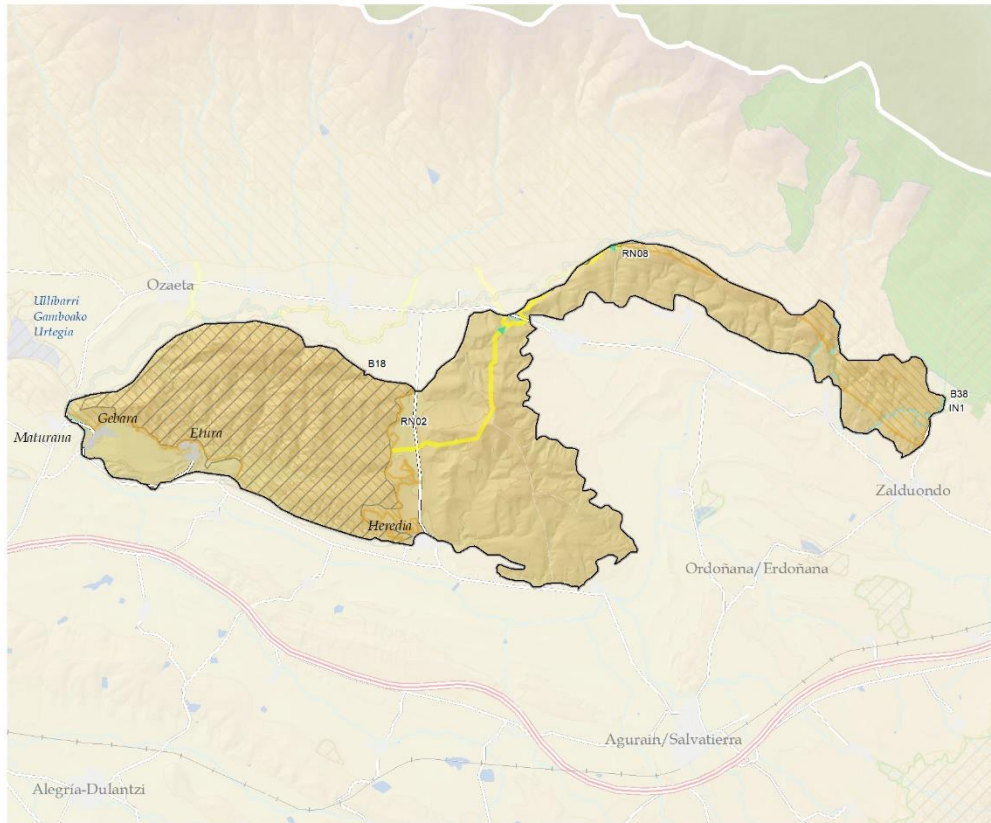 RN08
Ozaeta
Ullibarri
Gamboako
Urtegia
B18
B38
IN1
Gebara
RN02
Maturana
Etura
Zalduondo
Heredia
Ordoñana/Erdoñana
Agurain/Salvatierra
Alegría-Dulantzi